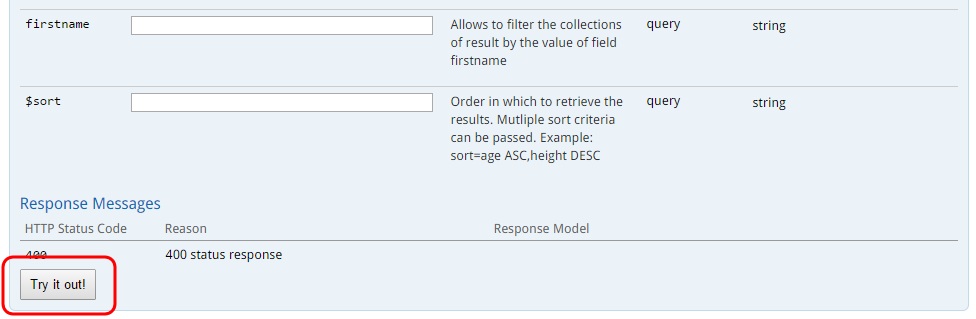 firstname Allows to filter the collections query string
of result by the value of field
firstname
$sort Order in which to retrieve the query string
results. Mutliple sort criteria
can be passed. Example:
sort=age ASC,height DESC
Response Messages
HTTP Status Code Reason Response Model
400 400 status response
Try it out!